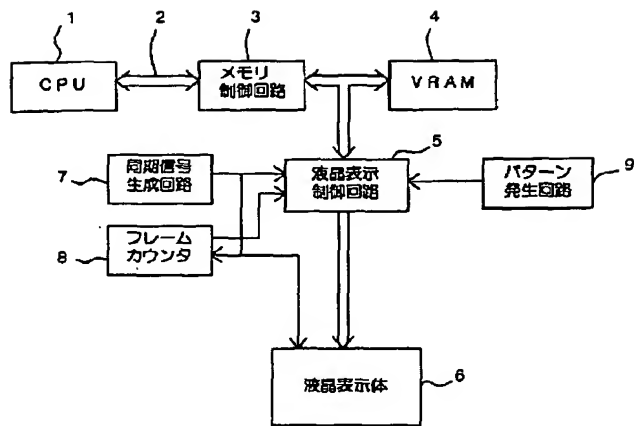 1
2
3
4
CPU
メモリ
制御回路
VRAM
5
7
同期信号
生成回路
液晶表示
制御回路
パターン
発生回路
9
8
フレーム
カウンタ
液晶表示体
6